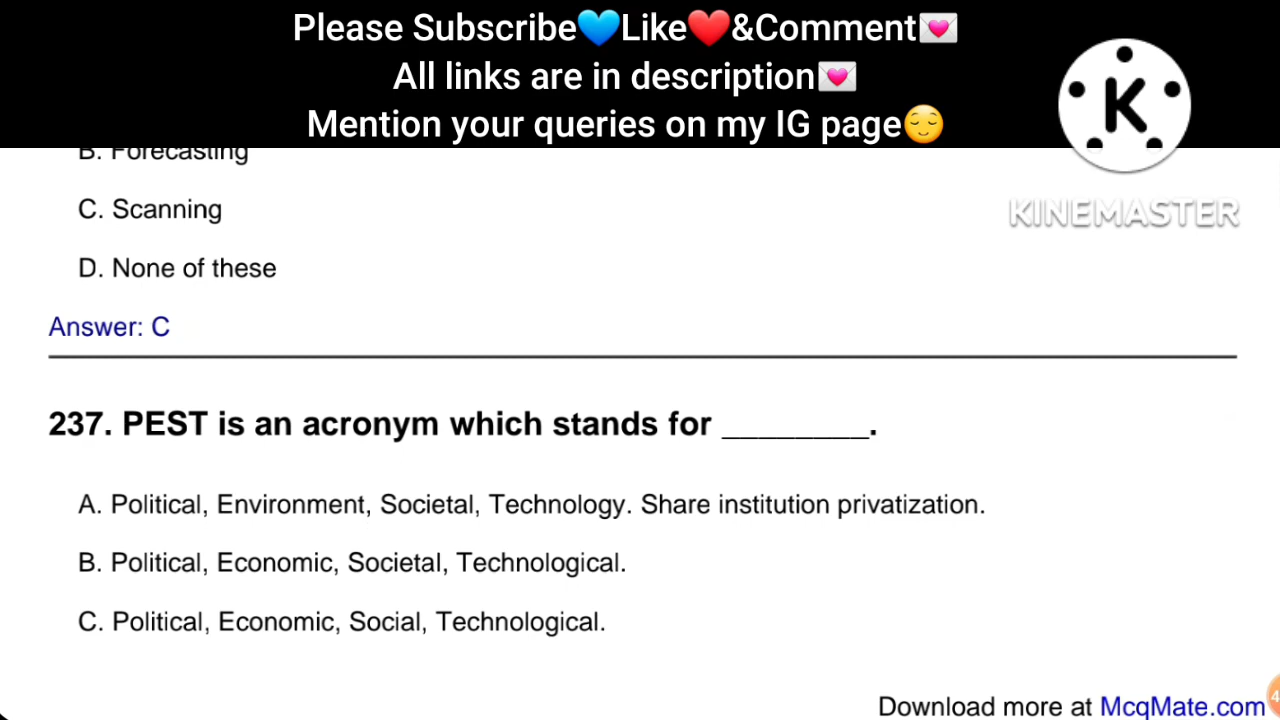 Please Subscribe💙Like❤️&Comment💌
All links are in description💌
Mention your queries on my IG page😌
K
KINEMASTER
B. Forecasting
C. Scanning
D. None of these
Answer: C
237. PEST is an acronym which stands for ________.
A. Political, Environment, Societal, Technology. Share institution privatization.
B. Political, Economic, Societal, Technological.
C. Political, Economic, Social, Technological.
Download more at McqMate.com